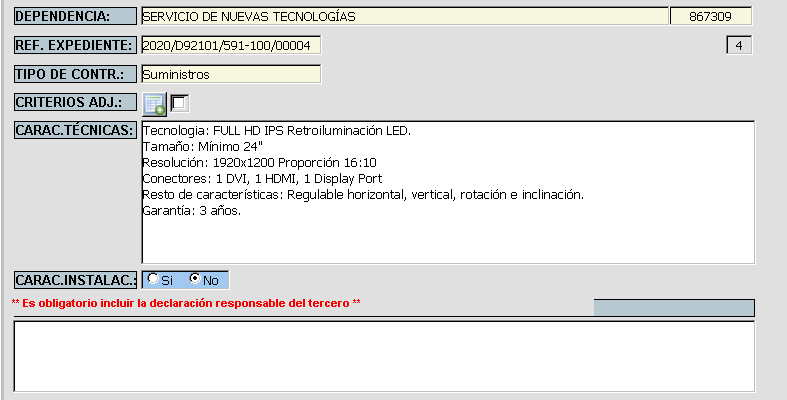 DEPENDENCIA: SERVICIO DE NUEVAS TECNOLOGÍAS 867309
REF. EXPEDIENTE: 2020/D92101/591-100/00004 4
TIPO DE CONTR.: Suministros
CRITERIOS ADJ.:
CARAC.TÉCNICAS: Tecnologia: FULL HD IPS Retroiluminación LED.
Tamaño: Mínimo 24"
Resolución: 1920x1200 Proporción 16:10
Conectores: 1 DVI, 1 HDMI, 1 Display Port
Resto de características: Regulable horizontal, vertical, rotación e inclinación.
Garantía: 3 años.
CARAC.INSTALAC.: Si No
** Es obligatorio incluir la declaración responsable del tercero **